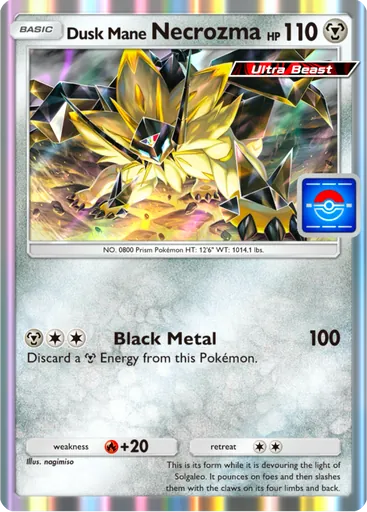 BASIC Dusk Mane Necrozma HP 110
Ultra Beast
NO. 0800 Prism Pokémon HT: 12'6" WT: 1014.1 lbs.
Black Metal 100
Discard a Energy from this Pokémon.
weakness +20 retreat
Illus. nagimiso
This is its form while it is devouring the light of
Solgaleo. It pounces on foes and then slashes
them with the claws on its four limbs and back.